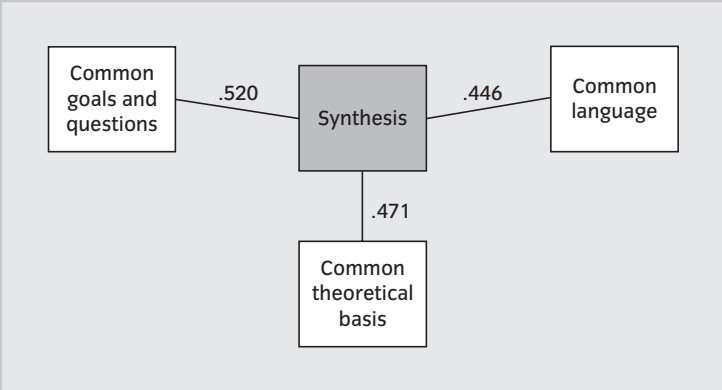 Common
goals and
questions
.520
Synthesis
.446
Common
language
.471
Common
theoretical
basis